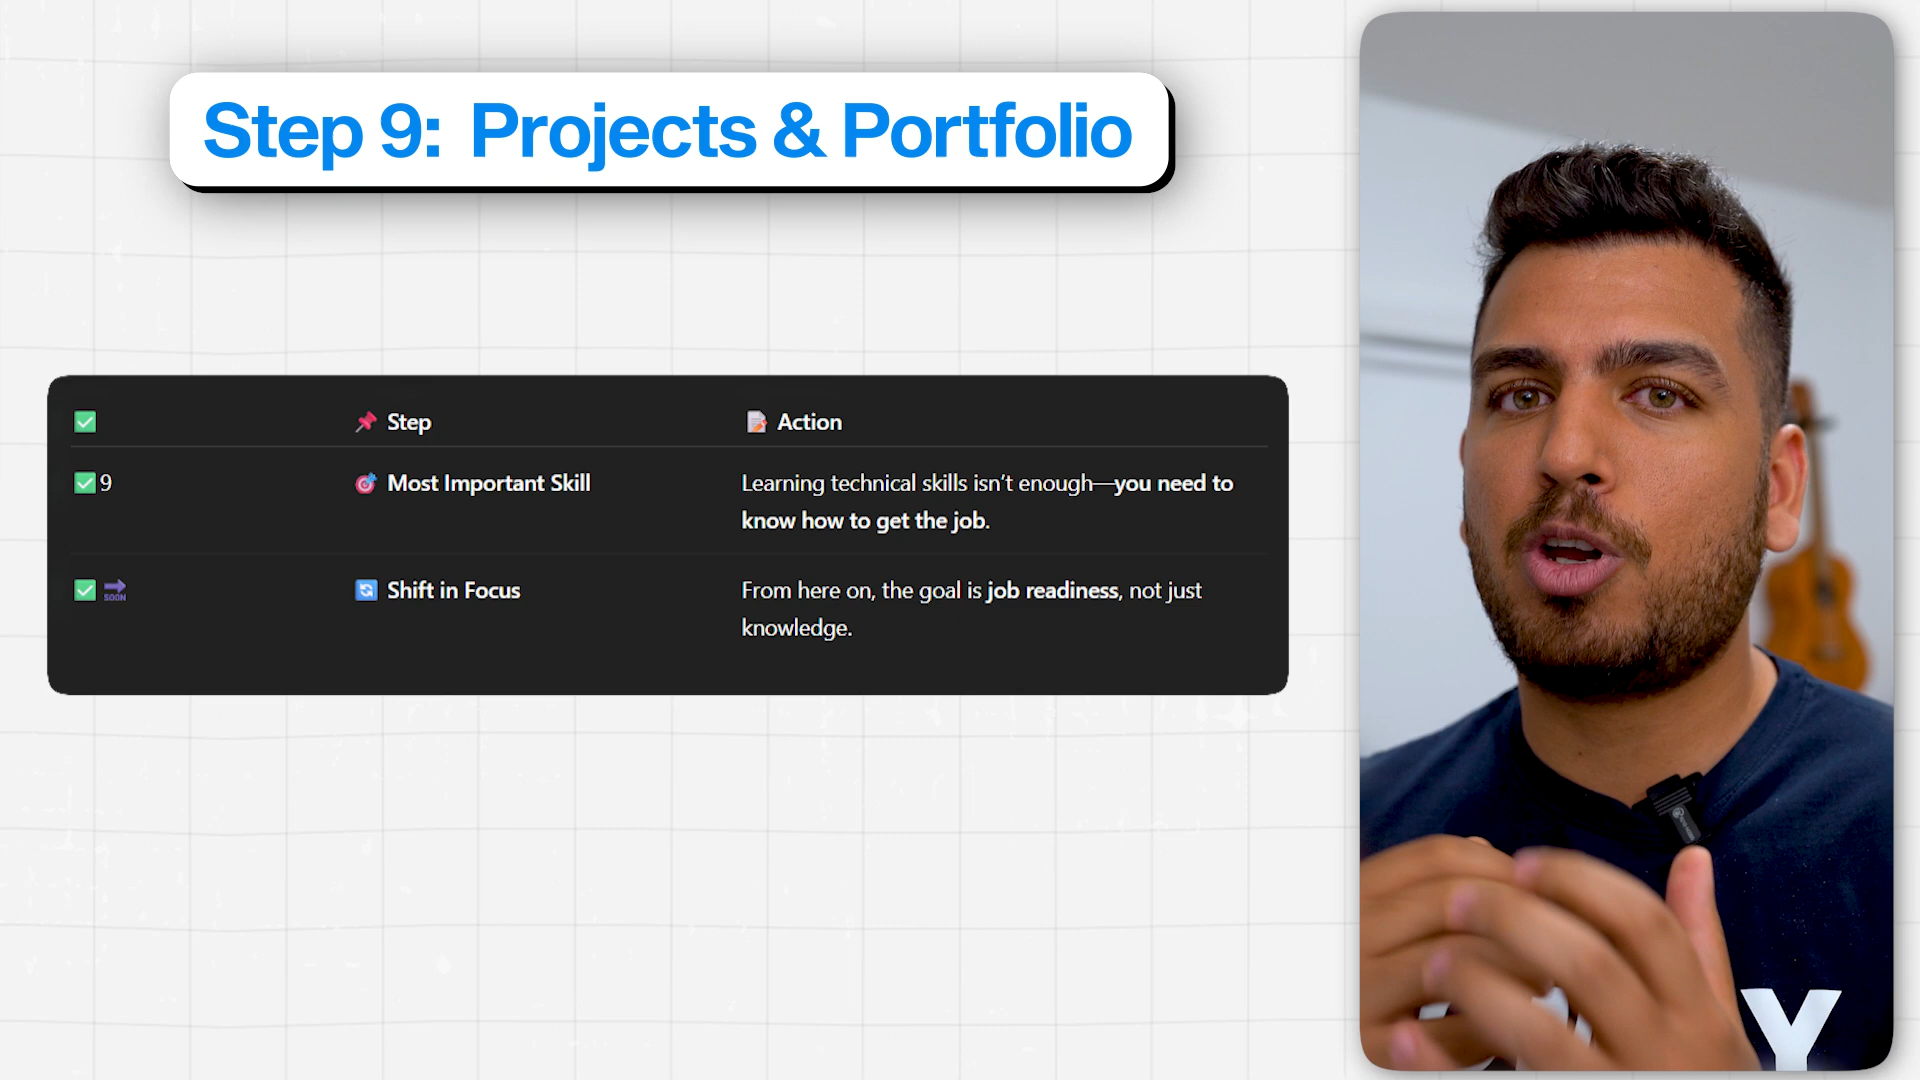 Step 9: Projects & Portfolio
✅ 📌 Step 📝 Action
✅ 9 🎯 Most Important Skill Learning technical skills isn't enough—you need to
know how to get the job.
✅ 🔜 SOON 🔄 Shift in Focus From here on, the goal is job readiness, not just
knowledge.
Y